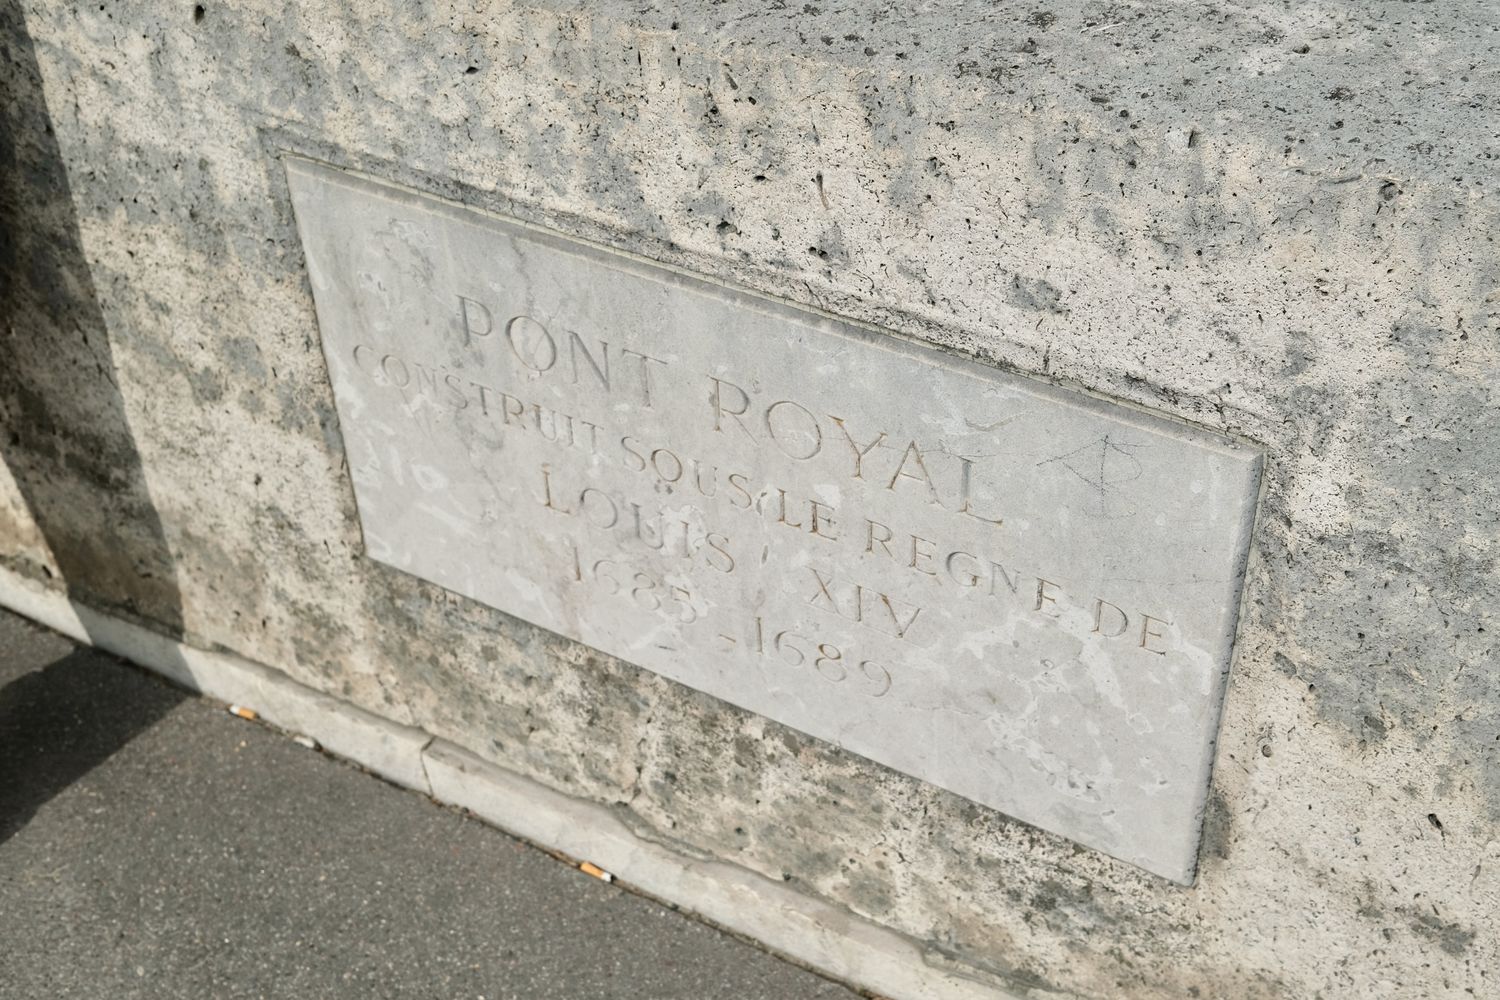 PONT ROYAL
CONSTRUIT SOUS LE REGNE DE
LOUIS XIV
1685 - 1689